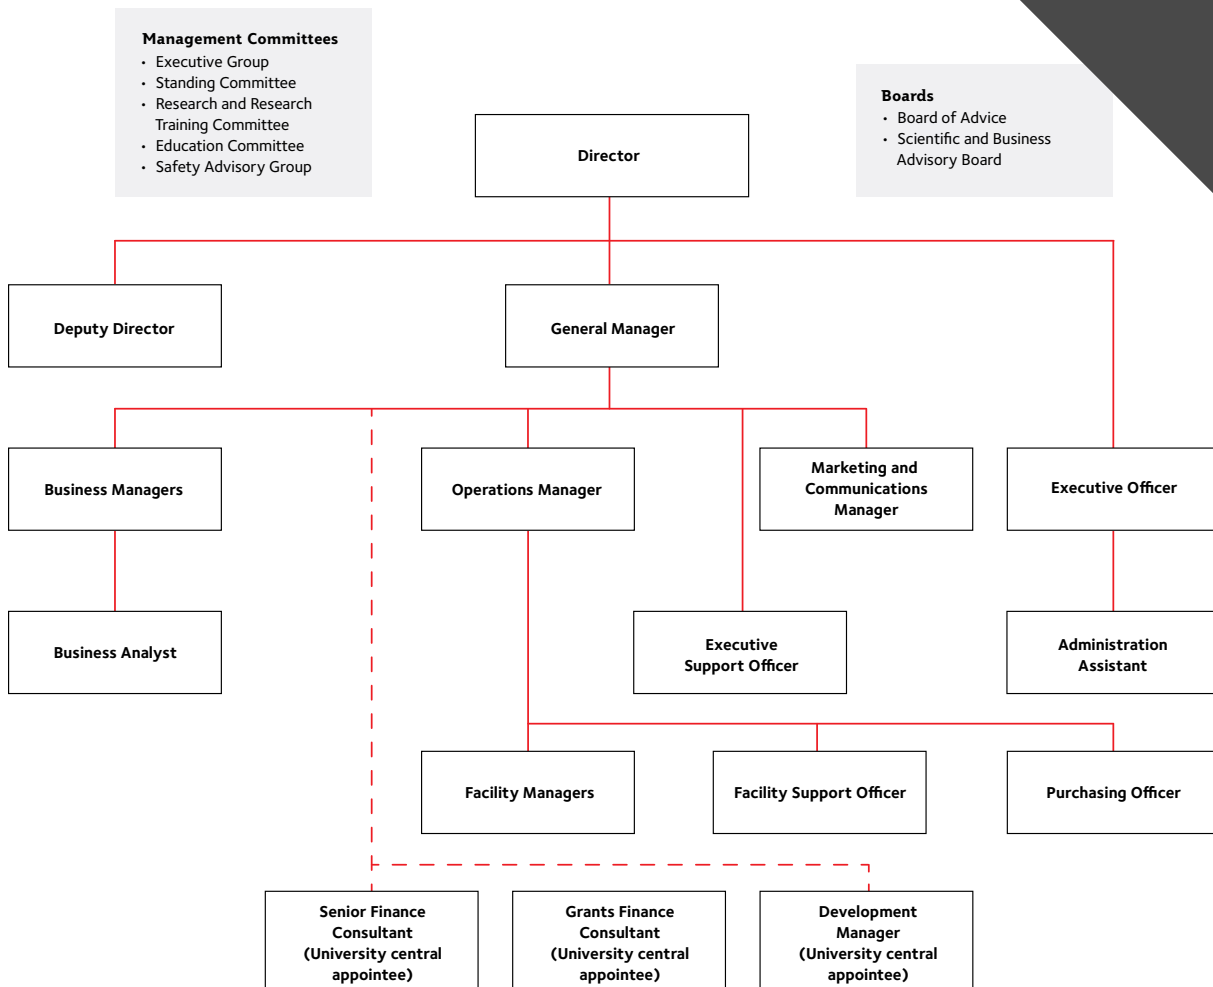 Management Committees
• Executive Group
• Standing Committee
• Research and Research
Training Committee
• Education Committee
• Safety Advisory Group
Boards
• Board of Advice
• Scientific and Business
Advisory Board
Director
Deputy Director
General Manager
Business Managers
Operations Manager
Marketing and
Communications
Manager
Executive Officer
Business Analyst
Executive
Support Officer
Administration
Assistant
Facility Managers
Facility Support Officer
Purchasing Officer
Senior Finance
Consultant
(University central
appointee)
Grants Finance
Consultant
(University central
appointee)
Development
Manager
(University central
appointee)